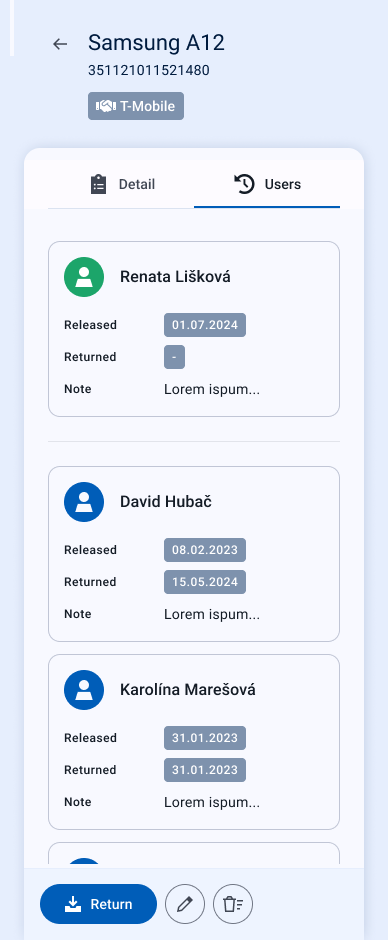 Samsung A12
351121011521480
T-Mobile
Detail
Users
Renata Lišková
Released 01.07.2024
Returned -
Note Lorem ispum...
David Hubač
Released 08.02.2023
Returned 15.05.2024
Note Lorem ispum...
Karolína Marešová
Released 31.01.2023
Returned 31.01.2023
Note Lorem ispum...
Return